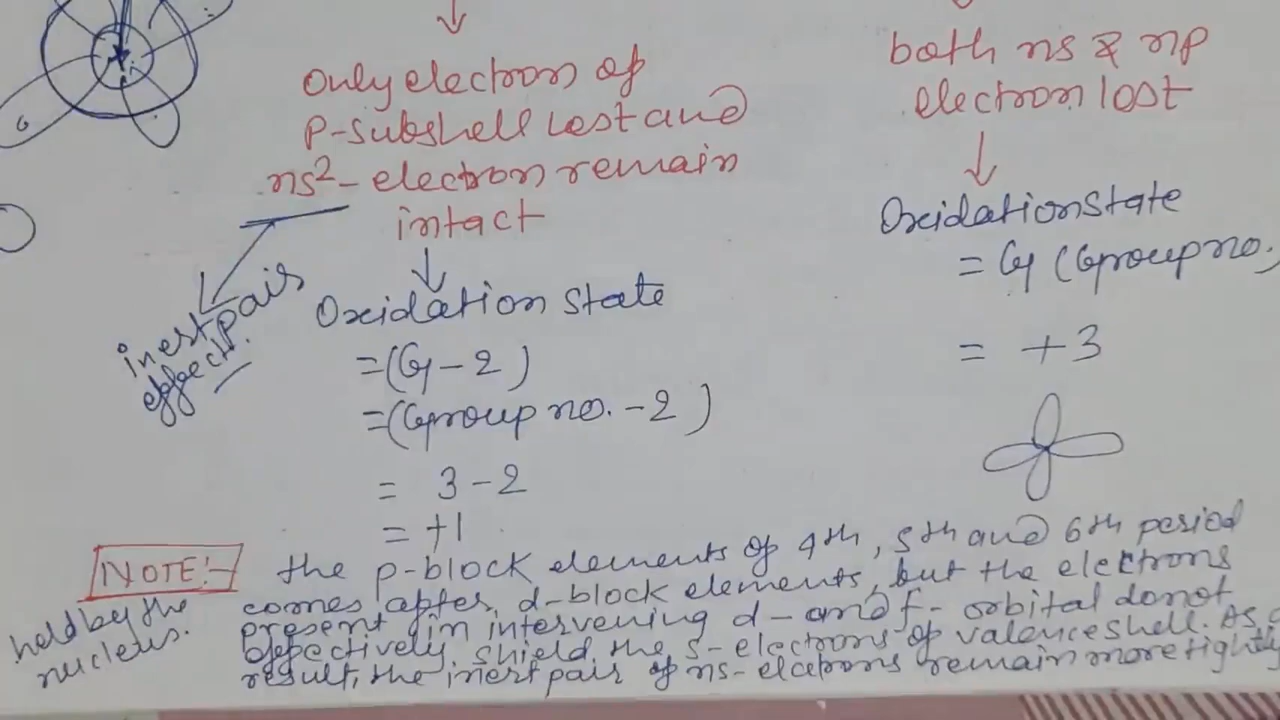 Only electron of
P-subshell lost and
ns²- electron remain
intact
inert pair
effect.
Oxidation state
=(G-2)
=(Group no. -2)
= 3-2
= +1
both ns & np
electron lost
Oxidation state
= G (Group no.
= +3
NOTE:- the p-block elements of 4th, 5th and 6th period
comes after, d-block elements, but the electrons
present in intervening d- and f- orbital donot
effectively shield the s-electrons of valence shell. As
result, the inert pair of ns-electrons remain more tightly
held by the
nucleus.